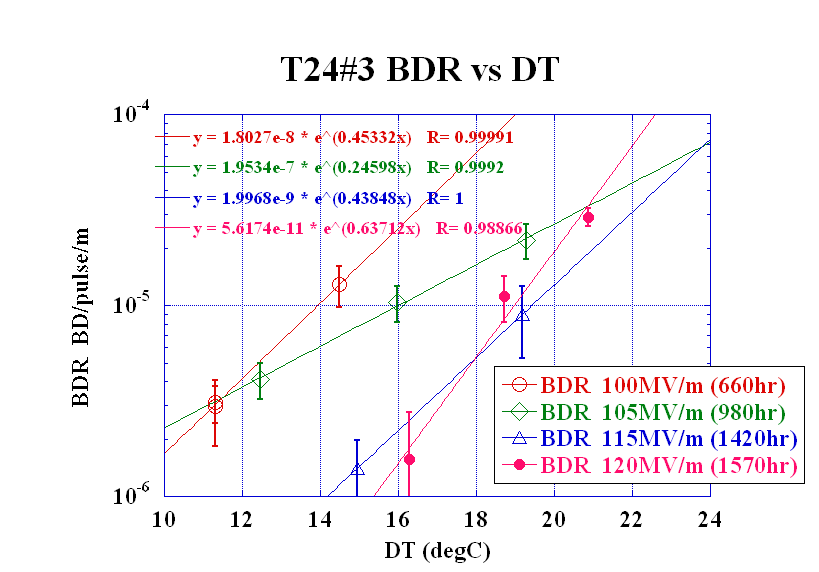 T24#3 BDR vs DT
10-4
y = 1.8027e-8 * e^(0.45332x) R= 0.99991
y = 1.9534e-7 * e^(0.24598x) R= 0.9992
y = 1.9968e-9 * e^(0.43848x) R= 1
y = 5.6174e-11 * e^(0.63712x) R= 0.98866
BDR BD/pulse/m
10-5
BDR 100MV/m (660hr)
BDR 105MV/m (980hr)
BDR 115MV/m (1420hr)
BDR 120MV/m (1570hr)
10-6
10 12 14 16 18 20 22 24
DT (degC)